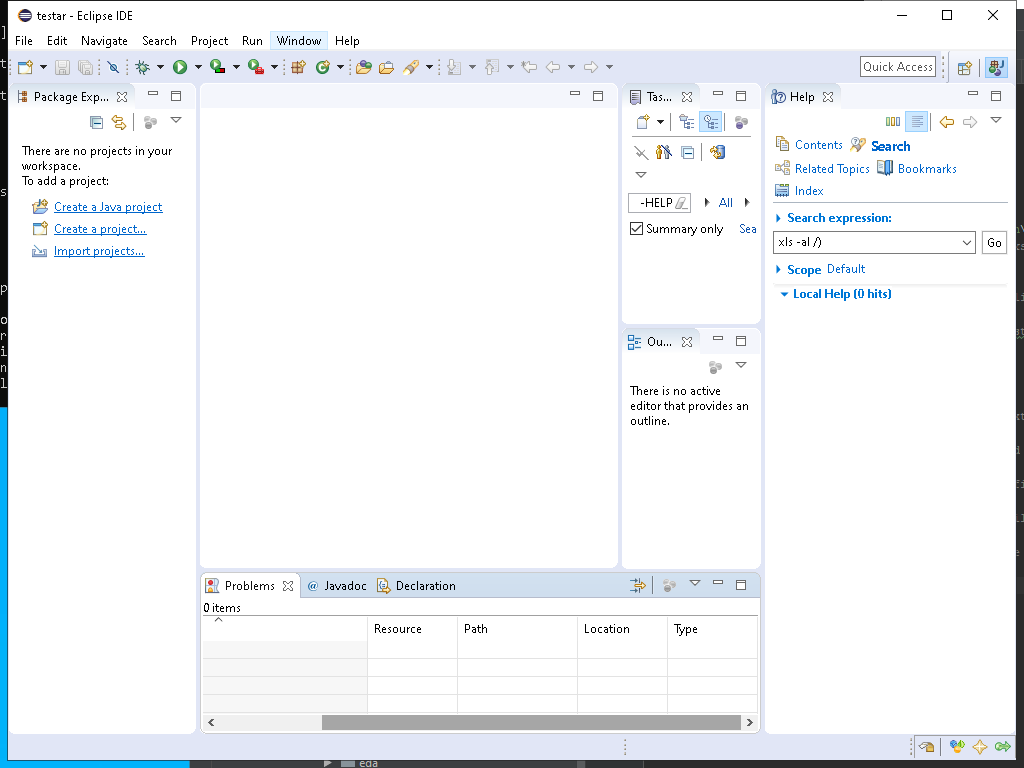 testar - Eclipse IDE
File Edit Navigate Search Project Run Window Help
Quick Access
Package Exp...
There are no projects in your
workspace.
To add a project:
Create a Java project
Create a project...
Import projects...
Tas...
-HELP
All
Summary only
Sea
Ou...
There is no active
editor that provides an
outline.
Help
Contents
Search
Related Topics
Bookmarks
Index
Search expression:
xls -al /)
Go
Scope Default
Local Help (0 hits)
Problems
@ Javadoc
Declaration
0 items
Resource Path Location Type
eda